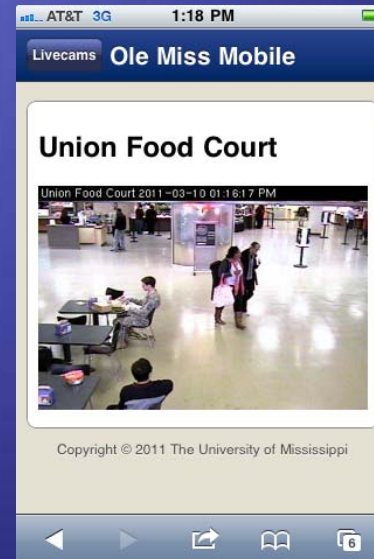 AT&T 3G 1:18 PM
Livecams Ole Miss Mobile
Union Food Court
Union Food Court 2011-03-10 01:16:17 PM
Copyright © 2011 The University of Mississippi
6